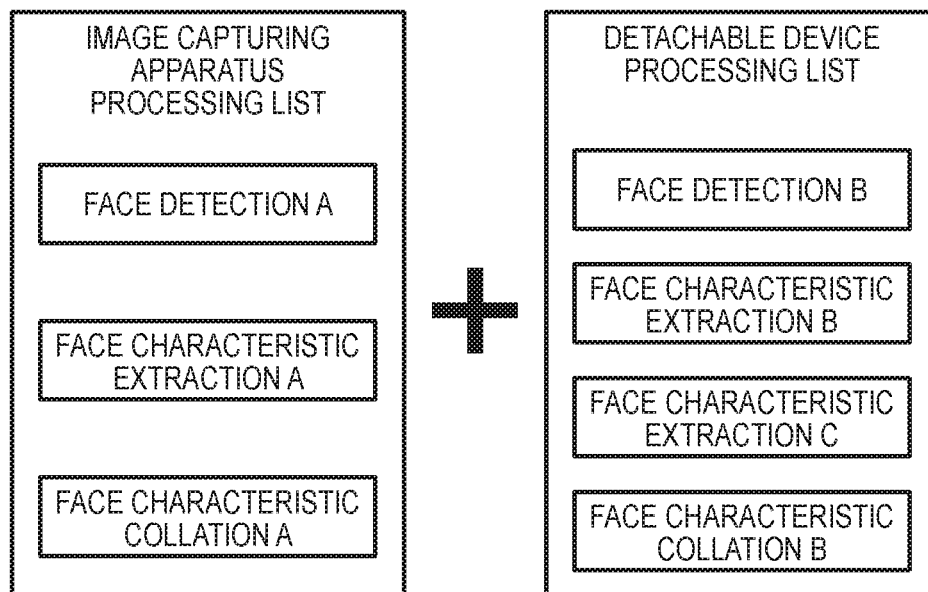 IMAGE CAPTURING
APPARATUS
PROCESSING LIST
FACE DETECTION A
FACE CHARACTERISTIC
EXTRACTION A
FACE CHARACTERISTIC
COLLATION A
+
DETACHABLE DEVICE
PROCESSING LIST
FACE DETECTION B
FACE CHARACTERISTIC
EXTRACTION B
FACE CHARACTERISTIC
EXTRACTION C
FACE CHARACTERISTIC
COLLATION B